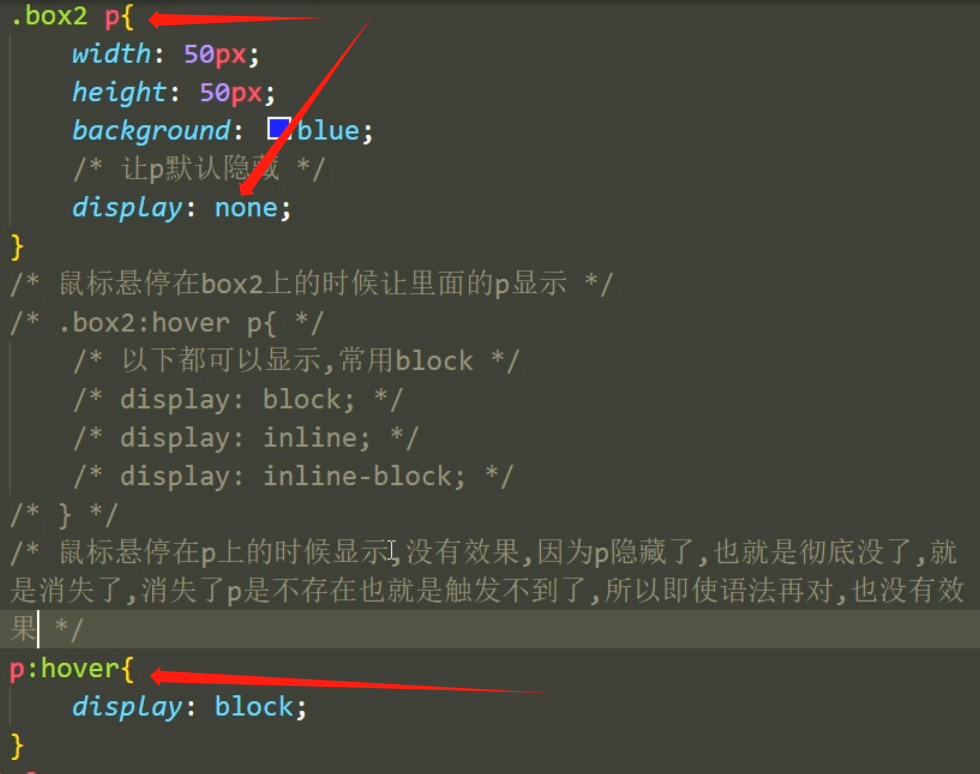 .box2 p{
width: 50px;
height: 50px;
background: blue;
/* 让p默认隐藏 */
display: none;
}
/* 鼠标悬停在box2上的时候让里面的p显示 */
/* .box2:hover p{ */
/* 以下都可以显示,常用block */
/* display: block; */
/* display: inline; */
/* display: inline-block; */
/* } */
/* 鼠标悬停在p上的时候显示,没有效果,因为p隐藏了,也就是彻底没了,就
是消失了,消失了p是不存在也就是触发不到了,所以即使语法再对,也没有效
果 */
p:hover{
display: block;
}